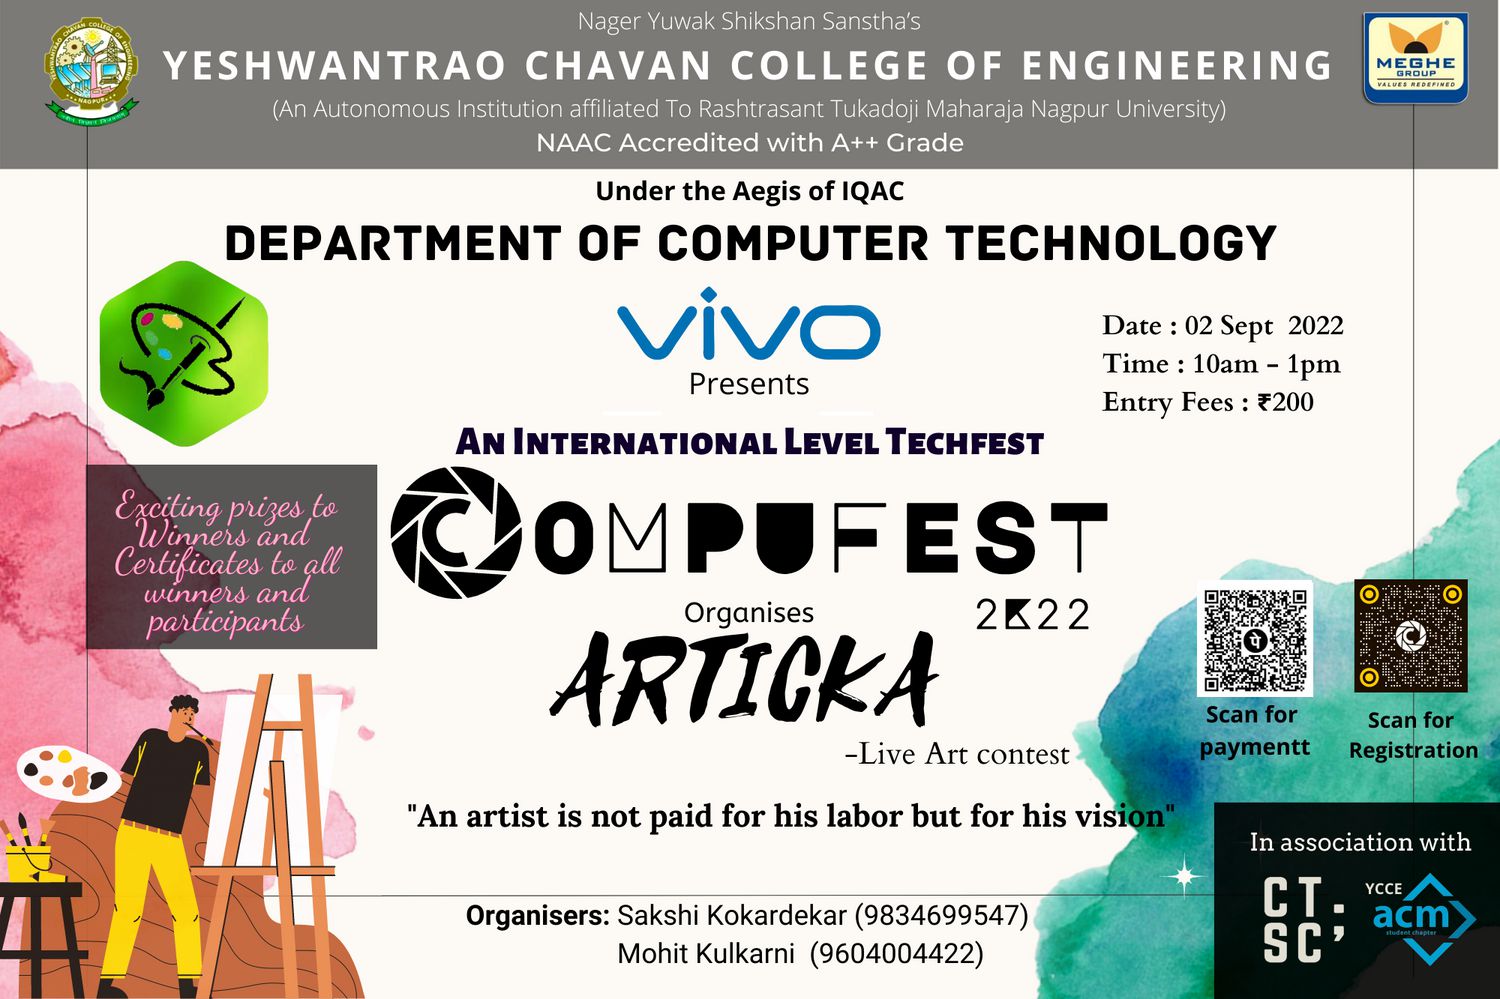 Nager Yuwak Shikshan Sanstha's
YESHWANTRAO CHAVAN COLLEGE OF ENGINEERING
(An Autonomous Institution affiliated To Rashtrasant Tukadoji Maharaja Nagpur University)
NAAC Accredited with A++ Grade
MEGHE
GROUP
VALUES REDEFINED
Under the Aegis of IQAC
DEPARTMENT OF COMPUTER TECHNOLOGY
vivo
Presents
Date : 02 Sept 2022
Time : 10am - 1pm
Entry Fees : ₹200
AN INTERNATIONAL LEVEL TECHFEST
COMPUFEST
2K22
Exciting prizes to
Winners and
Certificates to all
winners and
participants
Organises
ARTICKA
-Live Art contest
"An artist is not paid for his labor but for his vision"
पे
Scan for
paymentt
Scan for
Registration
In association with
CT
SC;
YCCE
acm
student chapter
Organisers: Sakshi Kokardekar (9834699547)
Mohit Kulkarni (9604004422)